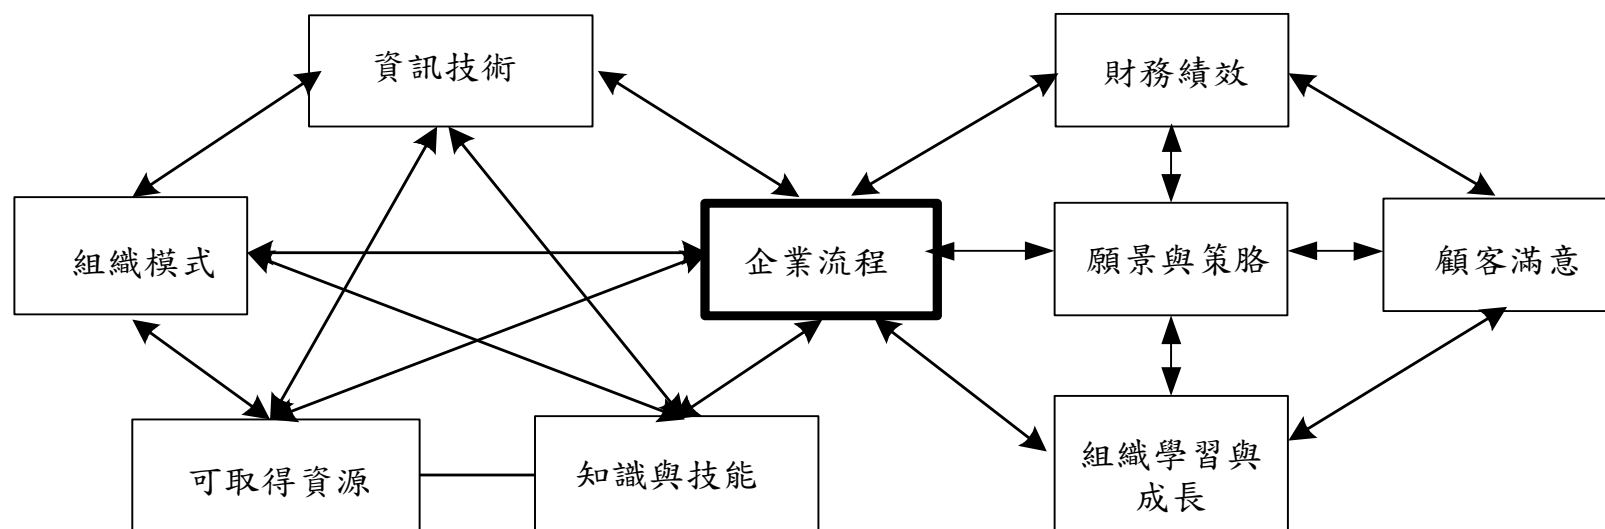 資訊技術
財務績效
組織模式
企業流程
願景與策胳
顧客滿意
可取得資源
知識與技能
組織學習與
成長